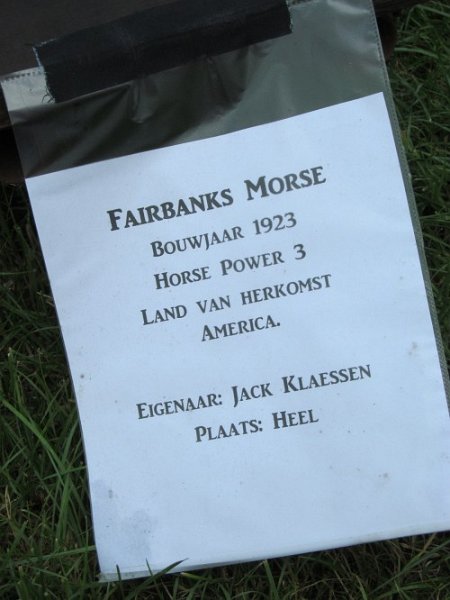 Fairbanks Morse
Bouwjaar 1923
Horse Power 3
Land van herkomst
America.
Eigenaar: Jack Klaessen
Plaats: Heel